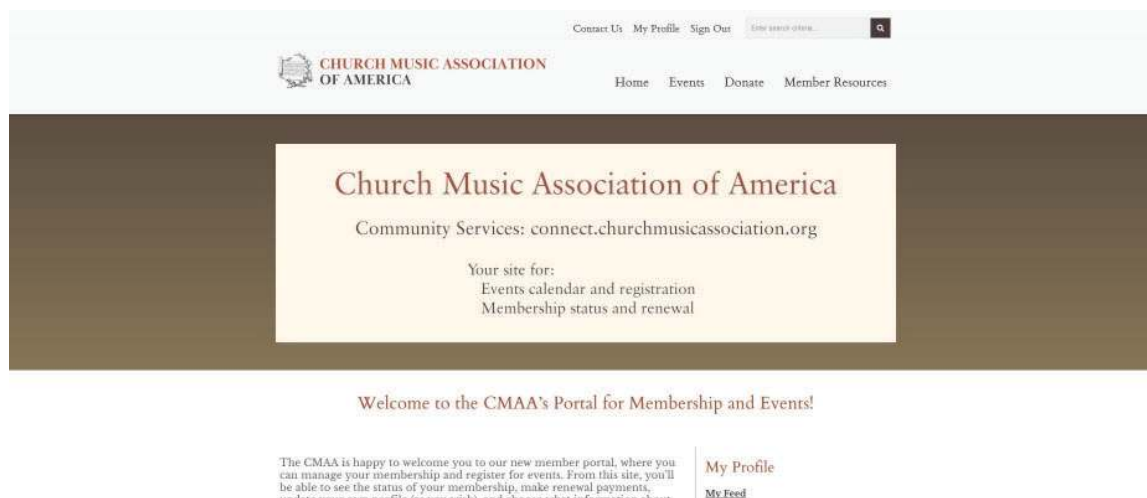 Contact Us My Profile Sign Out Enter search criteria...
CHURCH MUSIC ASSOCIATION
OF AMERICA
Home Events Donate Member Resources
Church Music Association of America
Community Services: connect.churchmusicassociation.org
Your site for:
Events calendar and registration
Membership status and renewal
Welcome to the CMAA's Portal for Membership and Events!
The CMAA is happy to welcome you to our new member portal, where you
can manage your membership and register for events. From this site, you'll
be able to see the status of your membership, make renewal payments,
My Profile
My Feed